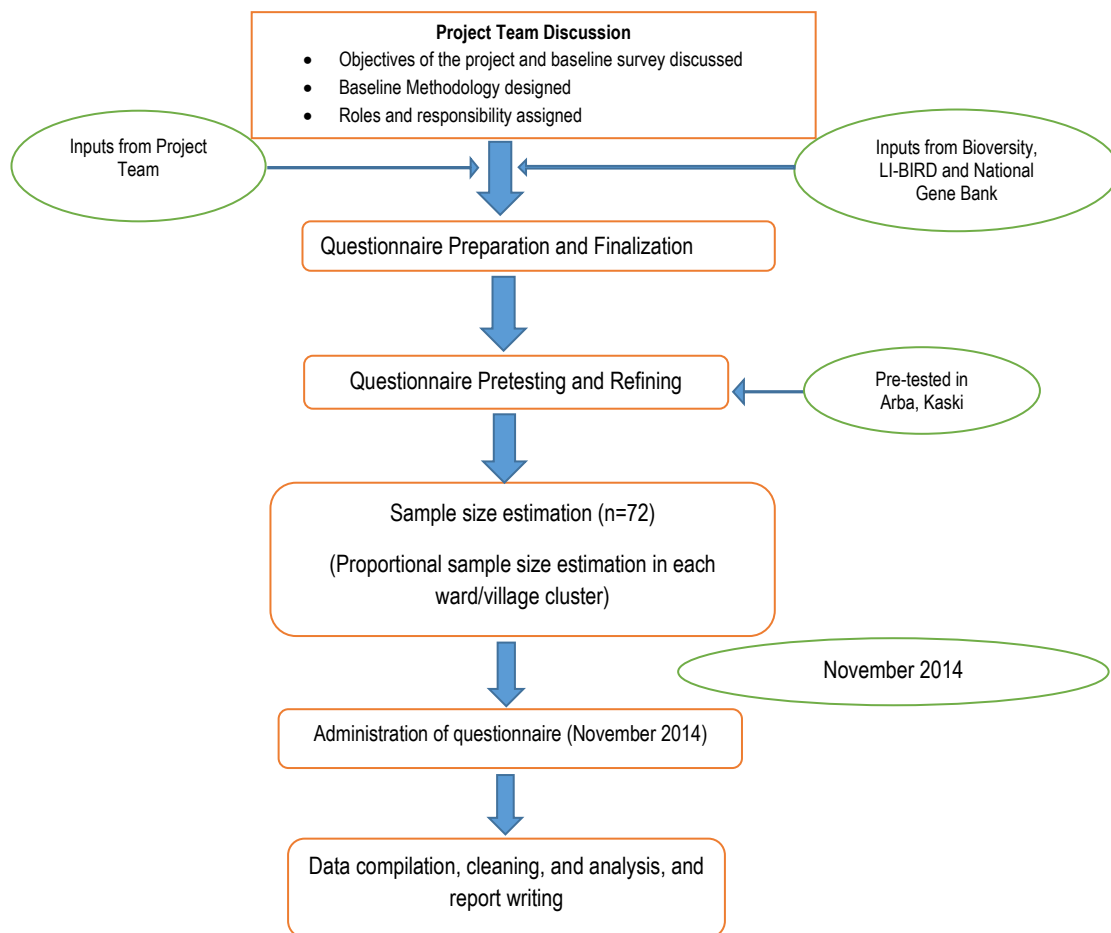 Project Team Discussion
• Objectives of the project and baseline survey discussed
• Baseline Methodology designed
• Roles and responsibility assigned
Inputs from Project
Team
Inputs from Bioversity,
LI-BIRD and National
Gene Bank
Questionnaire Preparation and Finalization
Questionnaire Pretesting and Refining
Pre-tested in
Arba, Kaski
Sample size estimation (n=72)
(Proportional sample size estimation in each
ward/village cluster)
November 2014
Administration of questionnaire (November 2014)
Data compilation, cleaning, and analysis, and
report writing